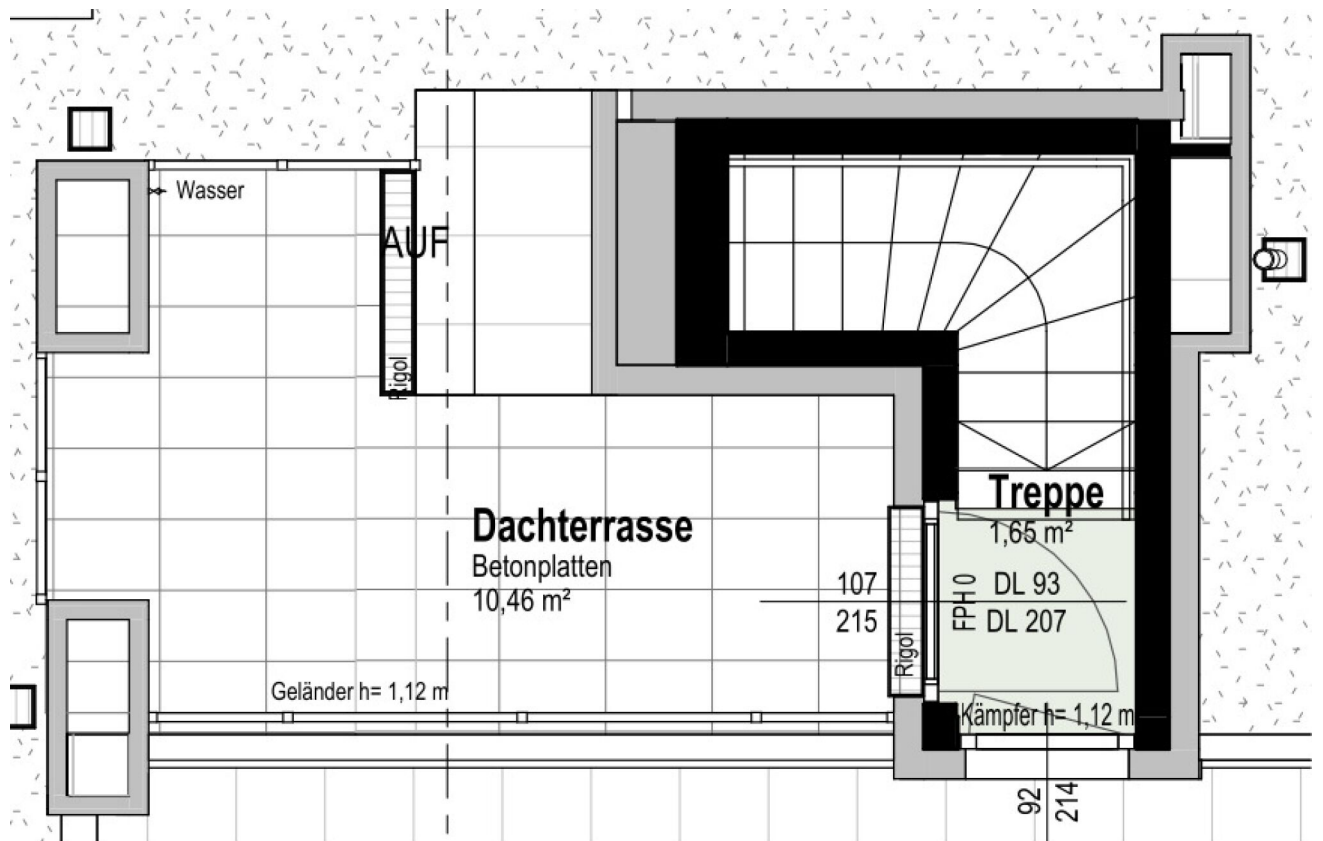 Wasser
AUF
Rigol
Dachterrasse
Betonplatten
10,46 m²
Treppe
1,65 m²
107
215
Rigol
FPH 0
DL 93
DL 207
Geländer h= 1,12 m
Kämpfer h= 1,12 m
92
214